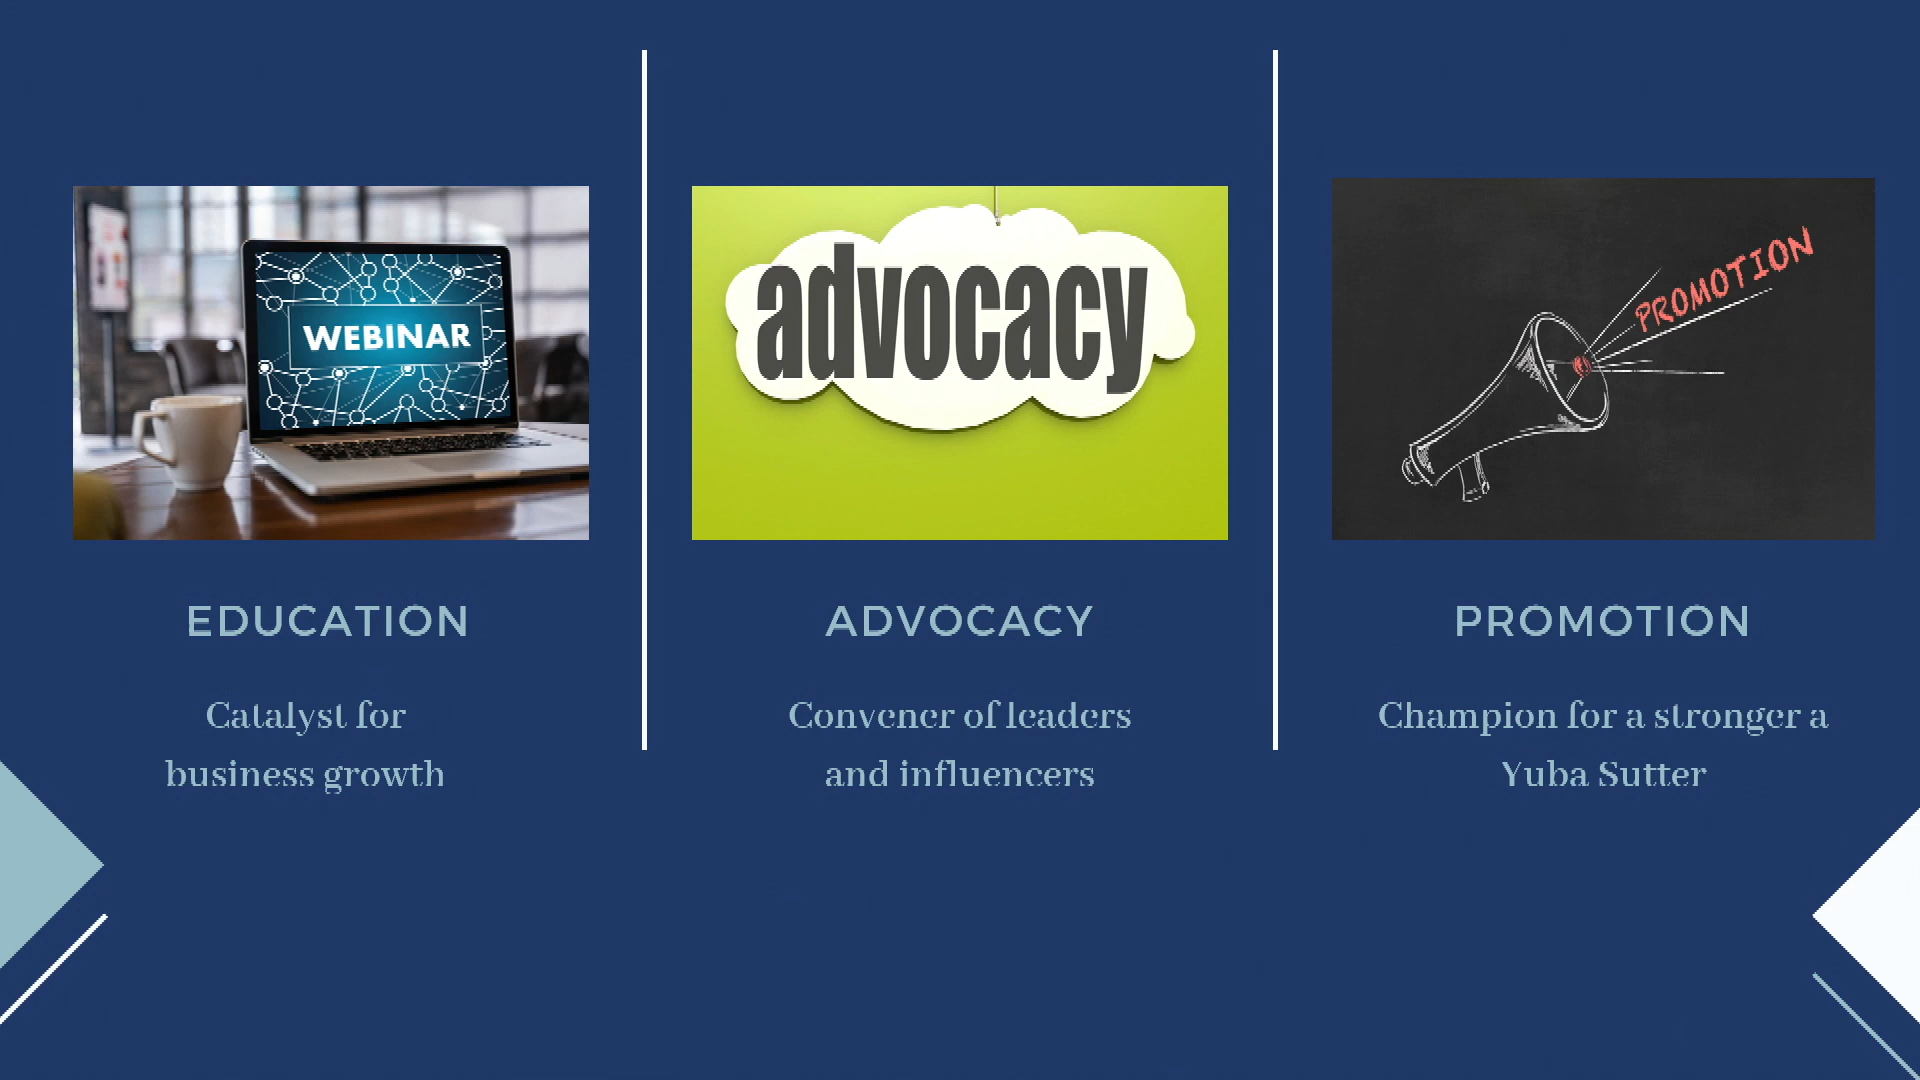 WEBINAR
advocacy
PROMOTION
EDUCATION
Catalyst for
business growth
ADVOCACY
Convener of leaders
and influencers
PROMOTION
Champion for a stronger a
Yuba Sutter